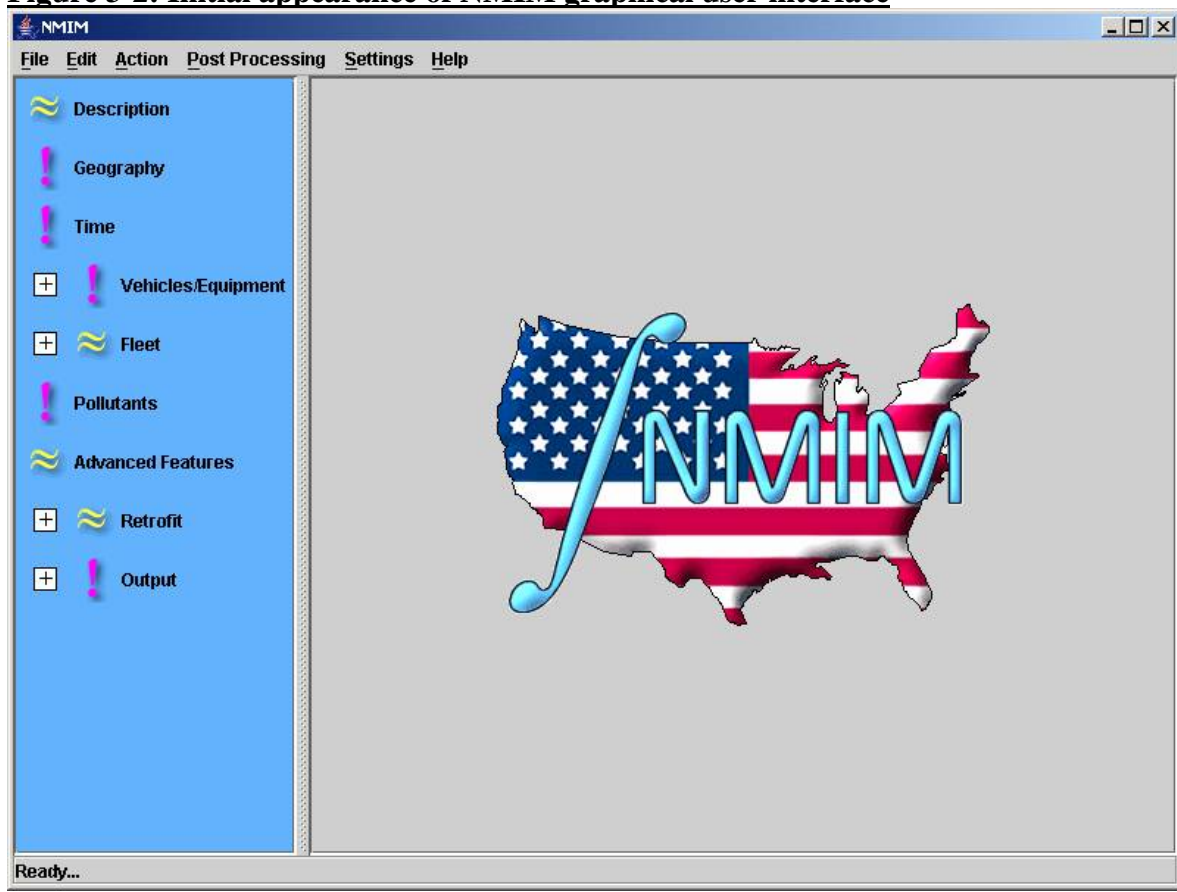 Figure 3-2: Initial appearance of NMIM graphical user interface
NMIM
File Edit Action Post Processing Settings Help
Description
Geography
Time
Vehicles/Equipment
Fleet
Pollutants
Advanced Features
Retrofit
Output
NMIM
Ready...